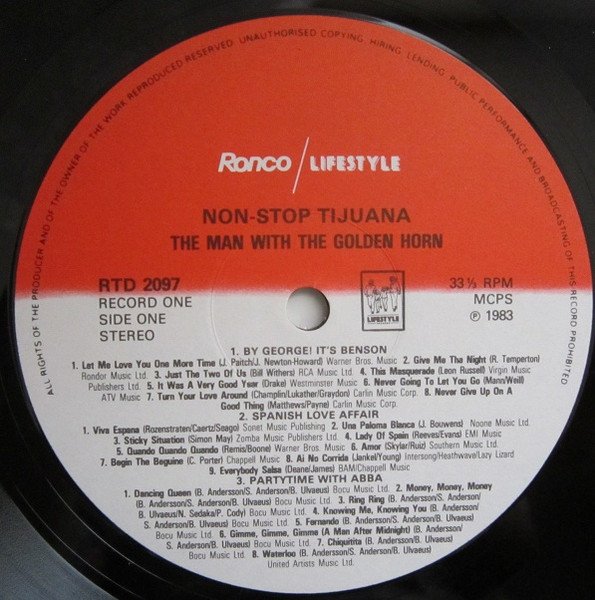 ALL RIGHTS OF THE PRODUCER AND OF THE OWNER OF THE WORK REPRODUCED RESERVED. UNAUTHORISED COPYING, HIRING, LENDING, PUBLIC PERFORMANCE AND BROADCASTING OF THIS RECORD PROHIBITED
Ronco / LIFESTYLE
NON-STOP TIJUANA
THE MAN WITH THE GOLDEN HORN
RTD 2097
RECORD ONE
SIDE ONE
STEREO
LIFESTYLE
33⅓ RPM
MCPS
℗ 1983
1. BY GEORGE! IT'S BENSON
1. Let Me Love You One More Time (J. Paitch/J. Newton-Howard) Warner Bros. Music 2. Give Me Tha Night (R. Temperton)
Rondor Music Ltd. 3. Just The Two Of Us (Bill Withers) RCA Music Ltd. 4. This Masquerade (Leon Russell) Virgin Music
Publishers Ltd. 5. It Was A Very Good Year (Drake) Westminster Music 6. Never Going To Let You Go (Mann/Weill)
ATV Music 7. Turn Your Love Around (Champlin/Lukather/Graydon) Carlin Music Corp. 8. Never Give Up On A
Good Thing (Matthews/Payne) Carlin Music Corp.
2. SPANISH LOVE AFFAIR
1. Viva Espana (Rozenstraten/Caertz/Seago) Sonet Music Publishing 2. Una Paloma Blanca (J. Bouwens) Noone Music Ltd.
3. Sticky Situation (Simon May) Zomba Music Publishers Ltd. 4. Lady Of Spain (Reeves/Evans) EMI Music
5. Quando Quando Quando (Remis/Boone) Warner Bros. Music 6. Amor (Skylar/Ruiz) Southern Music Ltd.
7. Begin The Beguine (C. Porter) Chappell Music 8. Ai No Corrida (Jankel/Young) Intersong/Heathwave/Lazy Lizard
9. Everybody Salsa (Deane/James) BAM/Chappell Music
3. PARTYTIME WITH ABBA
1. Dancing Queen (B. Andersson/S. Anderson/B. Ulvaeus) Bocu Music Ltd. 2. Money, Money, Money
(B. Andersson/S. Anderson/B. Ulvaeus) Bocu Music Ltd. 3. Ring Ring (B. Andersson/S. Anderson/
B. Ulvaeus/N. Sedaka/P. Cody) Bocu Music Ltd. 4. Knowing Me, Knowing You (B. Andersson/
S. Anderson/B. Ulvaeus) Bocu Music Ltd. 5. Fernando (B. Andersson/S. Anderson/B. Ulvaeus)
Bocu Music Ltd. 6. Gimme, Gimme, Gimme (A Man After Midnight) (B. Andersson/
S. Anderson/B. Ulvaeus) Bocu Music Ltd. 7. Chiquitita (B. Andersson/B. Ulvaeus)
Bocu Music Ltd. 8. Waterloo (B. Andersson/S. Anderson/B. Ulvaeus)
United Artists Music Ltd.